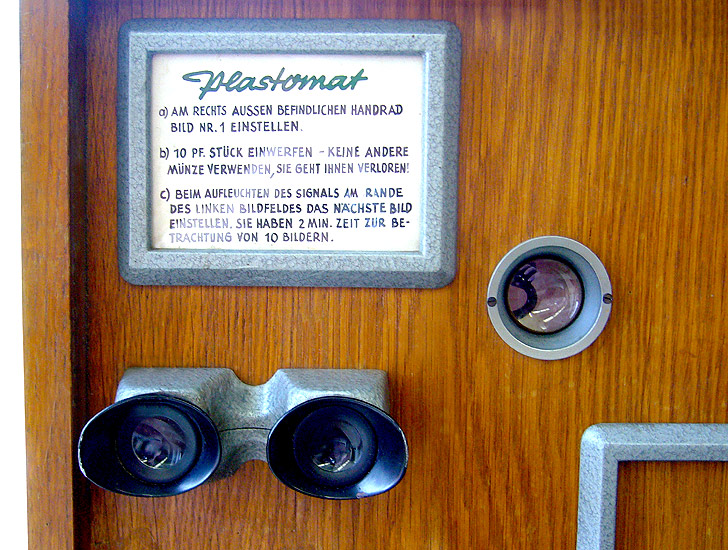 Plastomat
a) AM RECHTS AUSSEN BEFINDLICHEN HANDRAD
BILD NR. 1 EINSTELLEN.
b) 10 PF. STÜCK EINWERFEN - KEINE ANDERE
MÜNZE VERWENDEN, SIE GEHT IHNEN VERLOREN!
c) BEIM AUFLEUCHTEN DES SIGNALS AM RANDE
DES LINKEN BILDFELDES DAS NÄCHSTE BILD
EINSTELLEN. SIE HABEN 2 MIN. ZEIT ZUR BE-
TRACHTUNG VON 10 BILDERN.